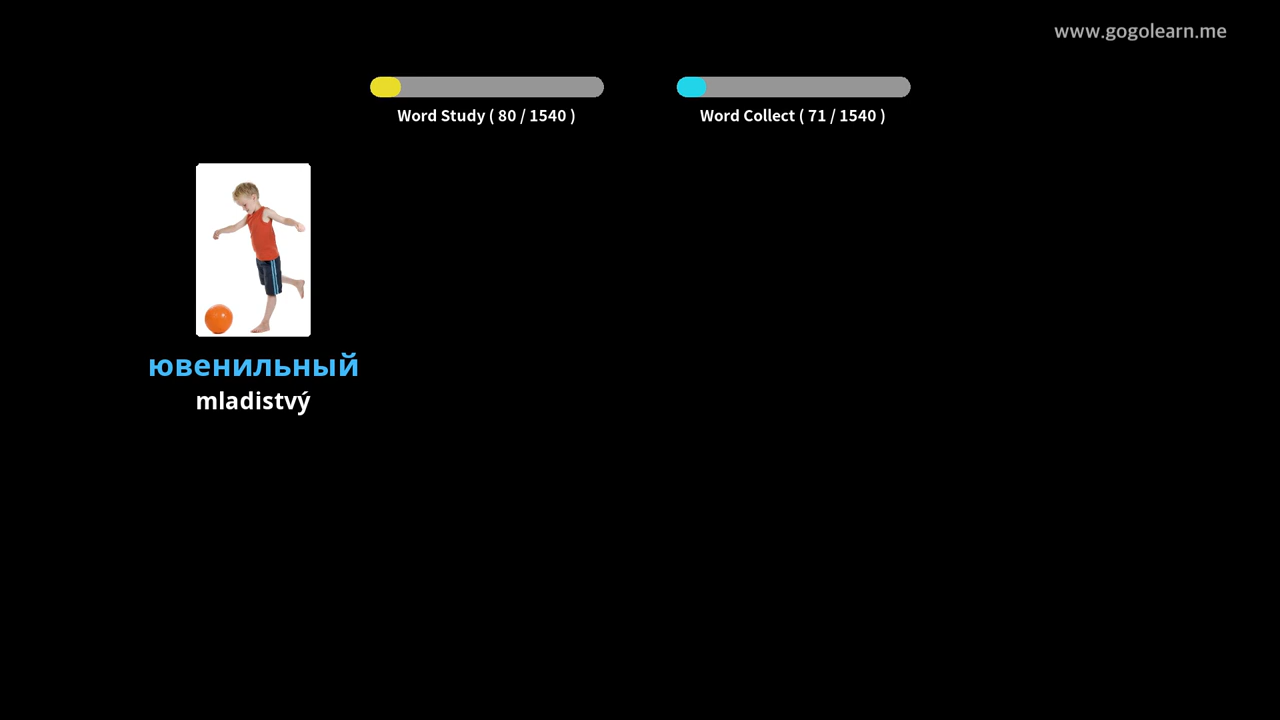 www.gogolearn.me
Word Study ( 80 / 1540 )
Word Collect ( 71 / 1540 )
ювенильный
mladistvý